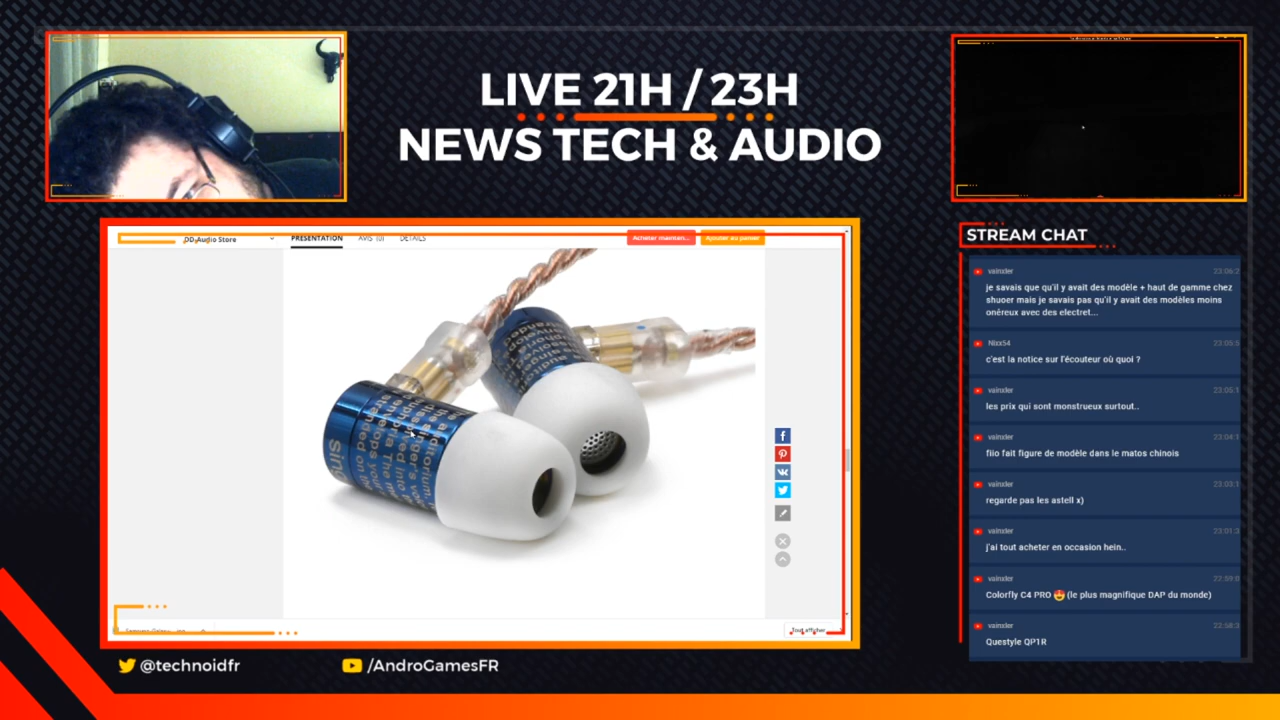 LIVE 21H / 23H
NEWS TECH & AUDIO
DD-Audio Store
PRÉSENTATION
AVIS (0)
DÉTAILS
Acheter mainten...
Ajouter au panier
sing
Tout afficher
@technoidfr
/AndroGamesFR
STREAM CHAT
vainxler
je savais que qu'il y avait des modèle + haut de gamme chez
shuoer mais je savais pas qu'il y avait des modèles moins
onéreux avec des electret...
Nixx54
c'est la notice sur l'écouteur où quoi ?
vainxler
les prix qui sont monstrueux surtout..
vainxler
fiio fait figure de modèle dans le matos chinois
vainxler
regarde pas les astell x)
vainxler
j'ai tout acheter en occasion hein..
vainxler
Colorfly C4 PRO 😍 (le plus magnifique DAP du monde)
vainxler
Questyle QP1R